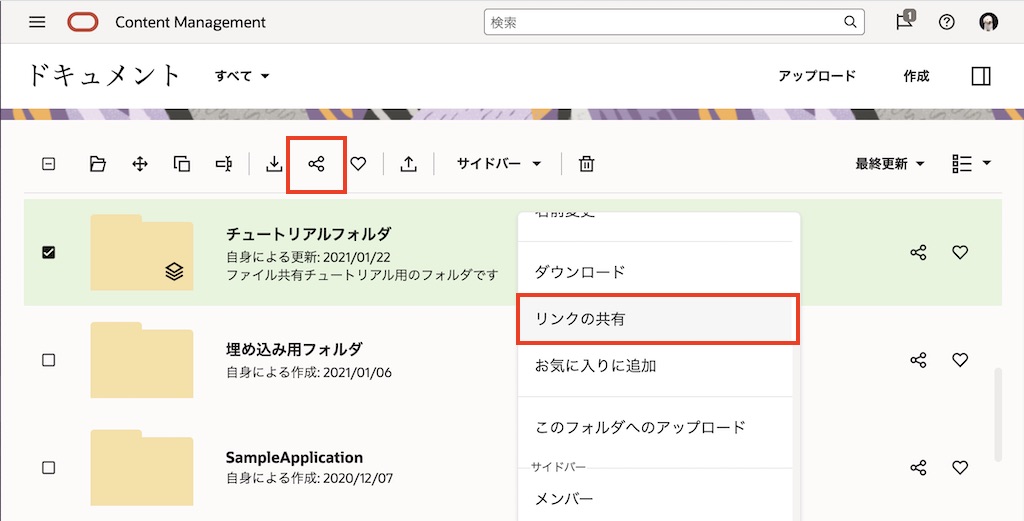 Content Management
検索
1
ドキュメント
すべて
アップロード
作成
サイドバー
最終更新
チュートリアルフォルダ
自身による更新: 2021/01/22
ファイル共有チュートリアル用のフォルダです
名前変更
ダウンロード
リンクの共有
お気に入りに追加
このフォルダへのアップロード
サイドバー
メンバー
埋め込み用フォルダ
自身による作成: 2021/01/06
SampleApplication
自身による作成: 2020/12/07